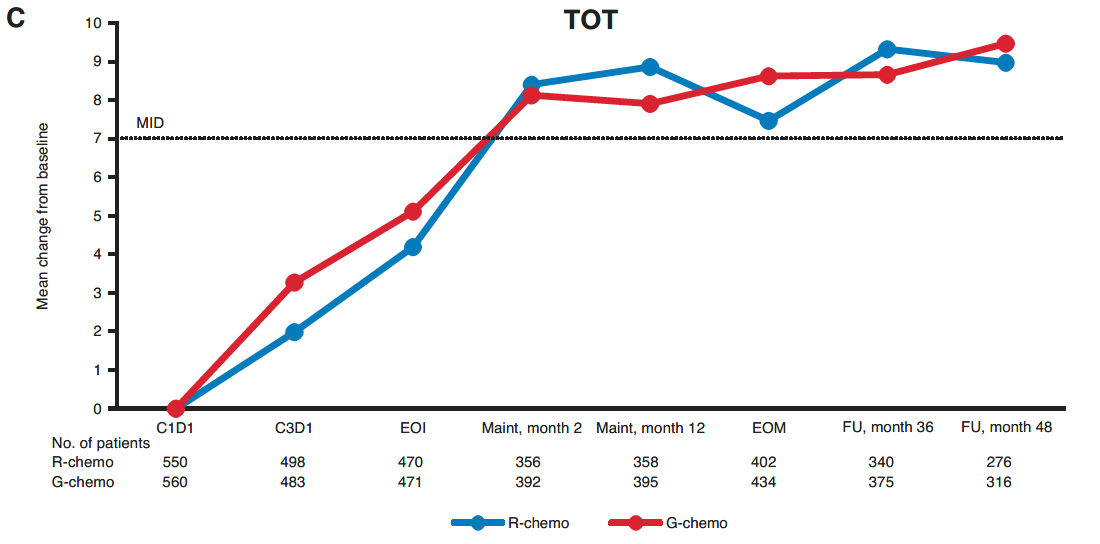 C
TOT
Mean change from baseline
10
9
8
7
6
5
4
3
2
1
0
MID
C1D1 C3D1 EOI Maint, month 2 Maint, month 12 EOM FU, month 36 FU, month 48
No. of patients
R-chemo 550 498 470 356 358 402 340 276
G-chemo 560 483 471 392 395 434 375 316
R-chemo G-chemo